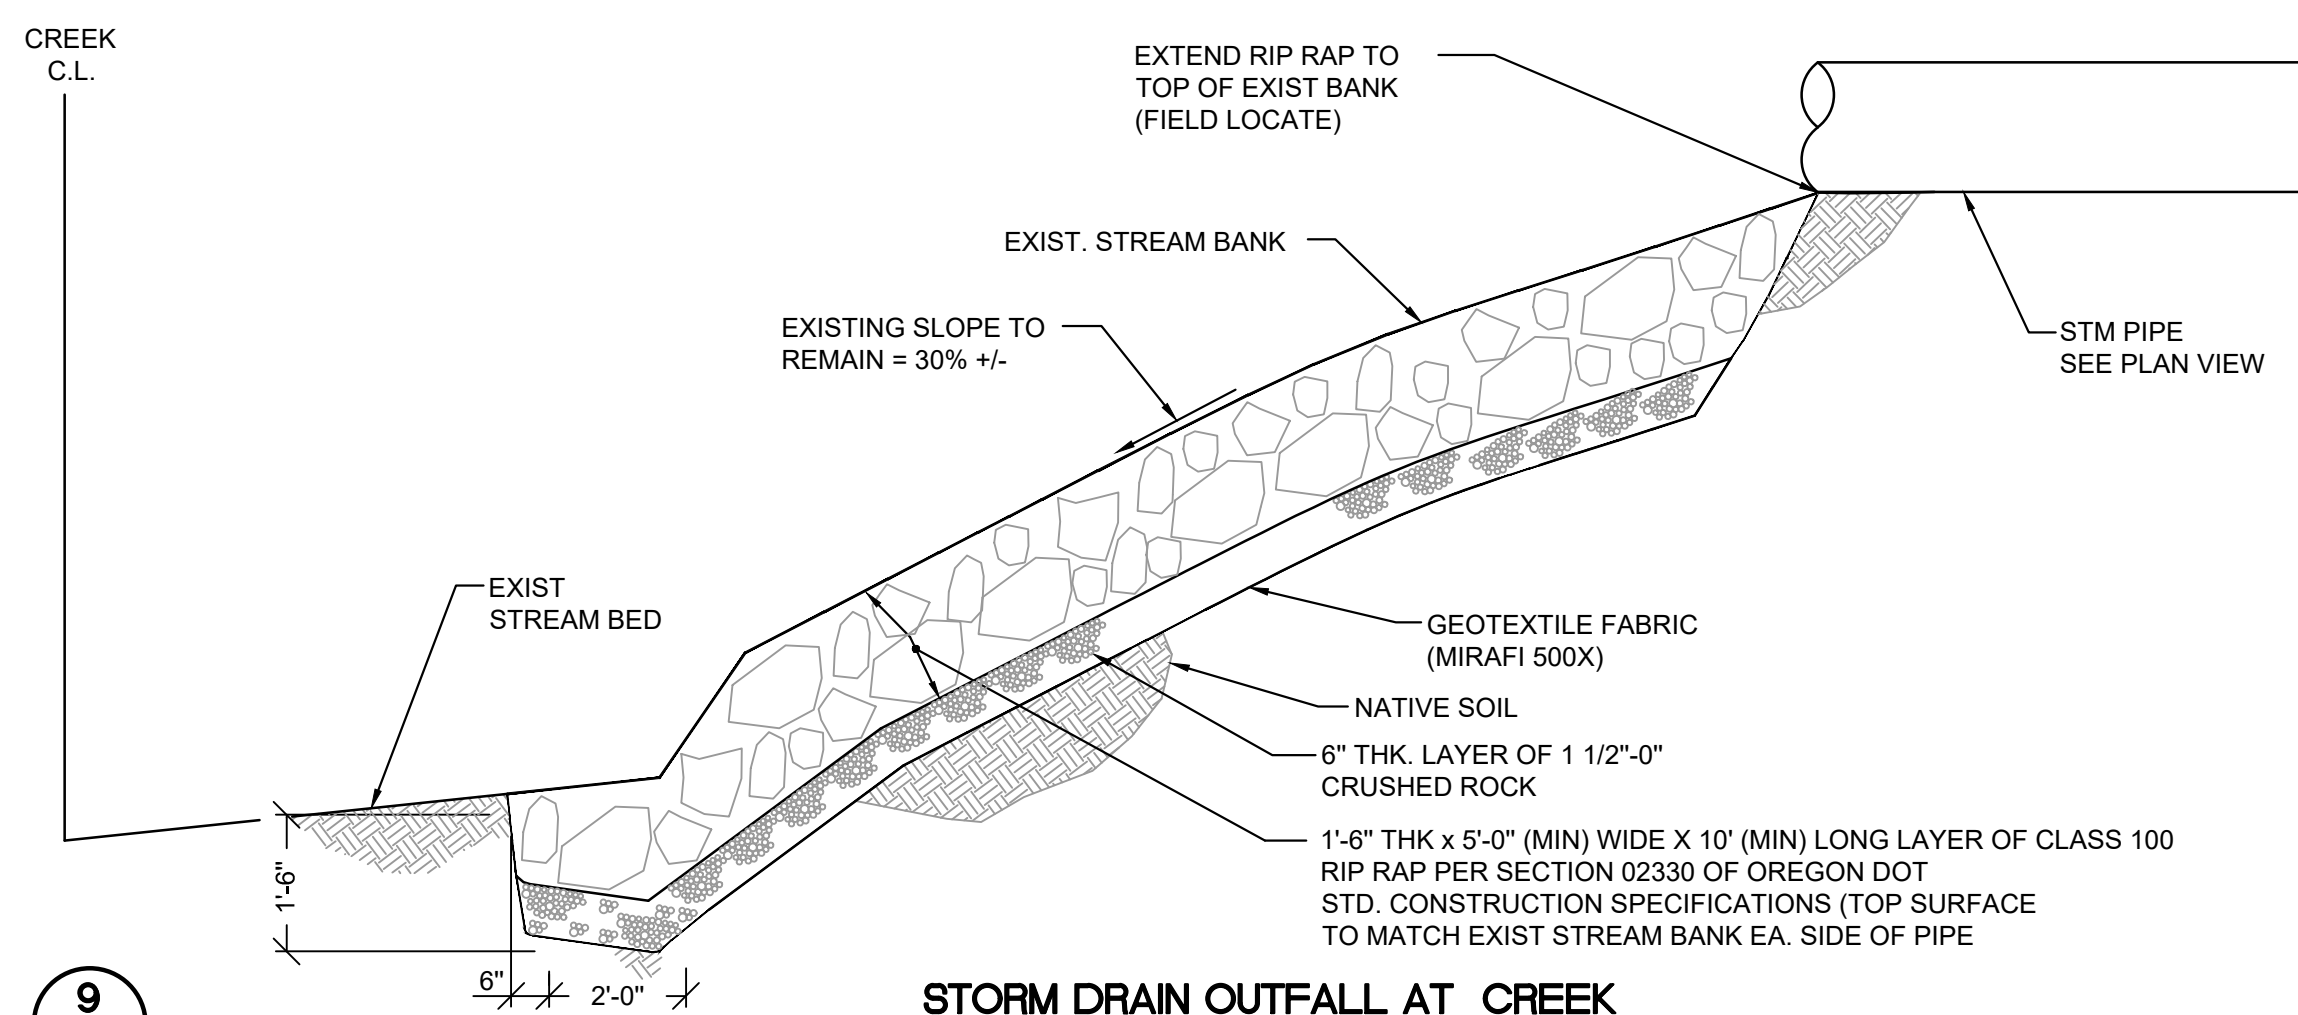 CREEK
C.L.
EXTEND RIP RAP TO
TOP OF EXIST BANK
(FIELD LOCATE)
EXIST. STREAM BANK
EXISTING SLOPE TO
REMAIN = 30% +/-
STM PIPE
SEE PLAN VIEW
EXIST
STREAM BED
GEOTEXTILE FABRIC
(MIRAFI 500X)
NATIVE SOIL
6" THK. LAYER OF 1 1/2"-0"
CRUSHED ROCK
1'-6" THK x 5'-0" (MIN) WIDE X 10' (MIN) LONG LAYER OF CLASS 100
RIP RAP PER SECTION 02330 OF OREGON DOT
STD. CONSTRUCTION SPECIFICATIONS (TOP SURFACE
TO MATCH EXIST STREAM BANK EA. SIDE OF PIPE
1'-6"
6"
2'-0"
9
STORM DRAIN OUTFALL AT CREEK